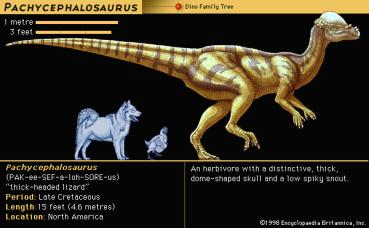 PACHYCEPHALOSAURUS
Dino Family Tree
1 metre
3 feet
Pachycephalosaurus
(PAK-ee-SEF-a-loh-SORE-us)
"thick-headed lizard"
Period: Late Cretaceous
Length: 15 feet (4.6 metres)
Location: North America
An herbivore with a distinctive, thick,
dome-shaped skull and a low spiky snout.
©1998 Encyclopaedia Britannica, Inc.